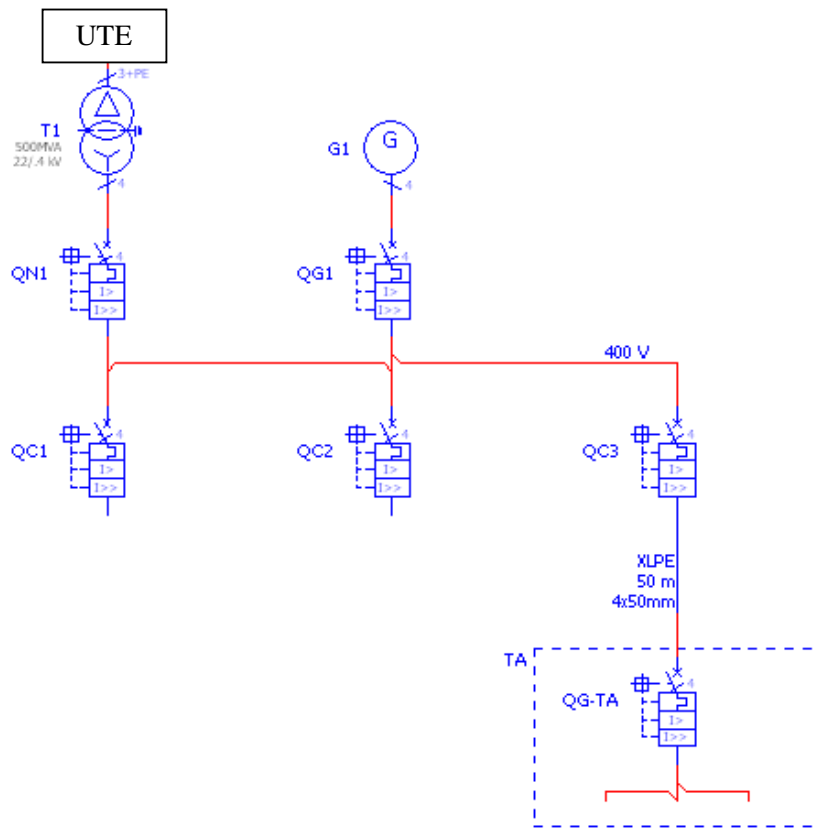 UTE
3+PE
T1
500MVA
22/.4 kV
4
G1
G
4
QN1
4
I>
I>>
QG1
4
I>
I>>
400 V
QC1
4
I>
I>>
QC2
4
I>
I>>
QC3
4
I>
I>>
XLPE
50 m
4x50mm
TA
QG-TA
4
I>
I>>